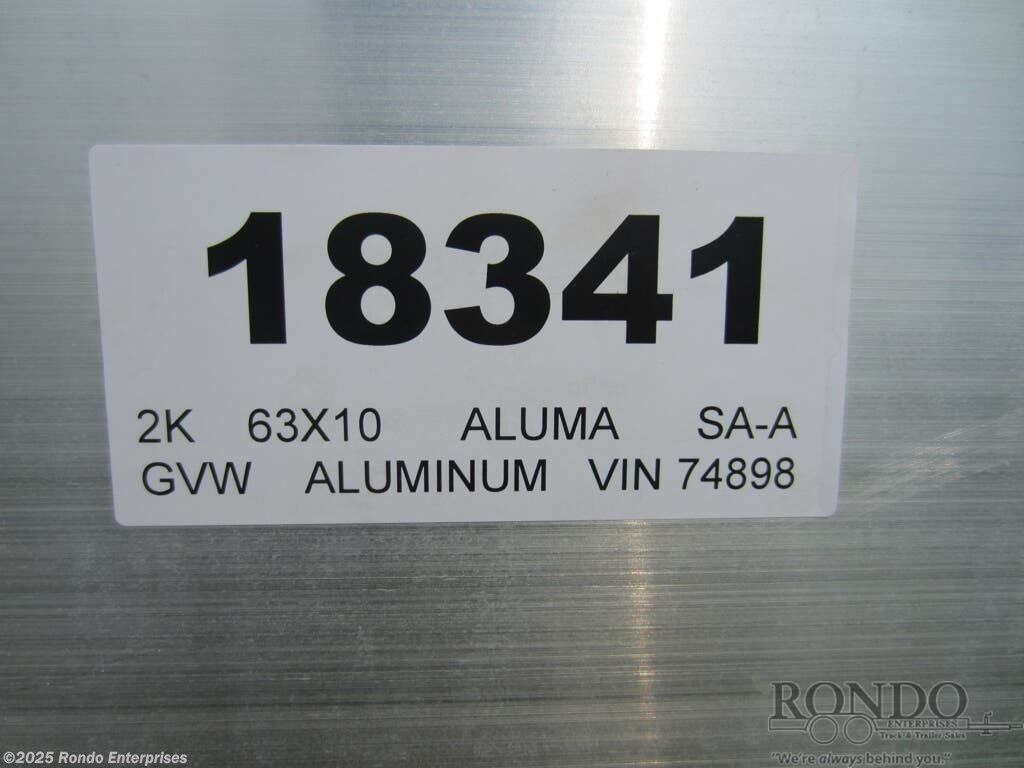 18341
2K 63X10 ALUMA SA-A
GVW ALUMINUM VIN 74898
RONDO
ENTERPRISES
Truck & Trailer Sales
"We're always behind you."
©2025 Rondo Enterprises